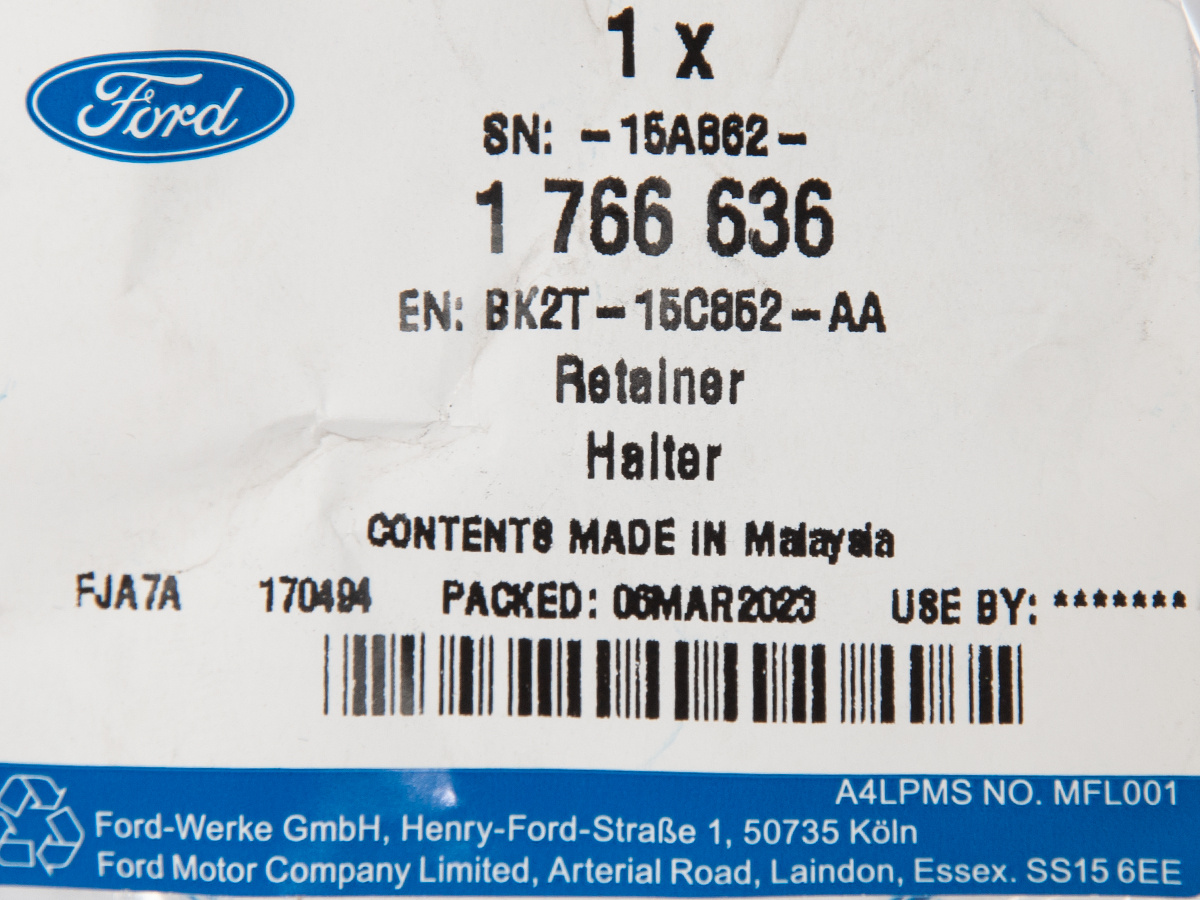 Ford
1 x
SN: -15A862-
1 766 636
EN: BK2T-15C852-AA
Retainer
Halter
CONTENTS MADE IN Malaysia
FJA7A 170494 PACKED: 06MAR2023 USE BY: *******
A4LPMS NO. MFL001
Ford-Werke GmbH, Henry-Ford-Straße 1, 50735 Köln
Ford Motor Company Limited, Arterial Road, Laindon, Essex. SS15 6EE